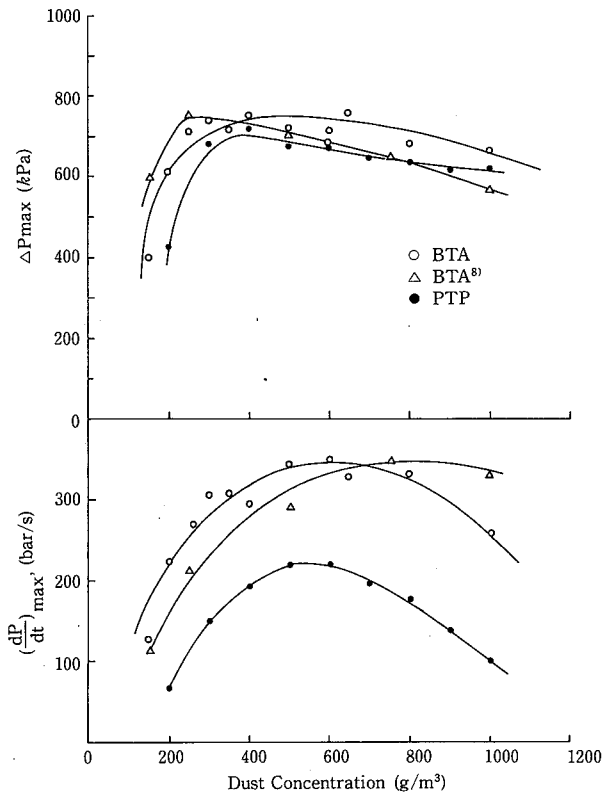 1000
800
600
400
200
0
ΔPmax (kPa)
○ BTA
△ BTA⁸⁾
● PTP
300
200
100
(dP/dt)max, (bar/s)
0 200 400 600 800 1000 1200
Dust Concentration (g/m³)